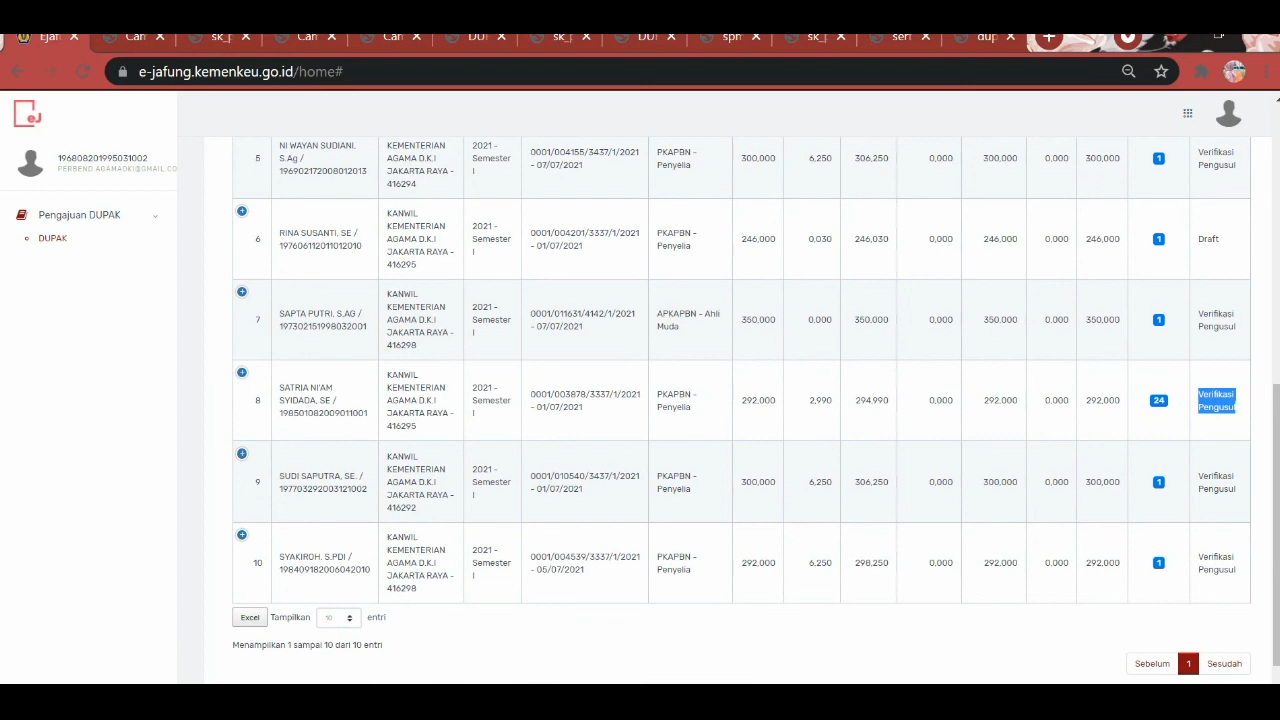 Ejaf
Can
sk_
Can
Can
DU
sk_
DU
spr
sk_
sert
dup
e-jafung.kemenkeu.go.id/home#
eJ
196808201995031002
PERBEND.AGAMADKI@GMAIL.CO
Pengajuan DUPAK
DUPAK
5
NI WAYAN SUDIANI.
S.Ag /
196902172008012013
KEMENTERIAN
AGAMA D.K.I
JAKARTA RAYA -
416294
2021 -
Semester
I
0001/004155/3437/1/2021
- 07/07/2021
PKAPBN -
Penyelia
300,000
6,250
306,250
0,000
300,000
0,000
300,000
1
Verifikasi
Pengusul
6
RINA SUSANTI, SE /
197606112011012010
KANWIL
KEMENTERIAN
AGAMA D.K.I
JAKARTA RAYA -
416295
2021 -
Semester
I
0001/004201/3337/1/2021
- 01/07/2021
PKAPBN -
Penyelia
246,000
0,030
246,030
0,000
246,000
0,000
246,000
1
Draft
7
SAPTA PUTRI, S.AG /
197302151998032001
KANWIL
KEMENTERIAN
AGAMA D.K.I
JAKARTA RAYA -
416298
2021 -
Semester
I
0001/011631/4142/1/2021
- 07/07/2021
APKAPBN - Ahli
Muda
350,000
0,000
350,000
0,000
350,000
0,000
350,000
1
Verifikasi
Pengusul
8
SATRIA NI'AM
SYIDADA, SE /
198501082009011001
KANWIL
KEMENTERIAN
AGAMA D.K.I
JAKARTA RAYA -
416295
2021 -
Semester
I
0001/003878/3337/1/2021
- 01/07/2021
PKAPBN -
Penyelia
292,000
2,990
294,990
0,000
292,000
0,000
292,000
24
Verifikasi
Pengusul
9
SUDI SAPUTRA, SE. /
197703292003121002
KANWIL
KEMENTERIAN
AGAMA D.K.I
JAKARTA RAYA -
416292
2021 -
Semester
I
0001/010540/3437/1/2021
- 01/07/2021
PKAPBN -
Penyelia
300,000
6,250
306,250
0,000
300,000
0,000
300,000
1
Verifikasi
Pengusul
10
SYAKIROH, S.PDI /
198409182006042010
KANWIL
KEMENTERIAN
AGAMA D.K.I
JAKARTA RAYA -
416298
2021 -
Semester
I
0001/004539/3337/1/2021
- 05/07/2021
PKAPBN -
Penyelia
292,000
6,250
298,250
0,000
292,000
0,000
292,000
1
Verifikasi
Pengusul
Excel Tampilkan 10 entri
Menampilkan 1 sampai 10 dari 10 entri
Sebelum 1 Sesudah